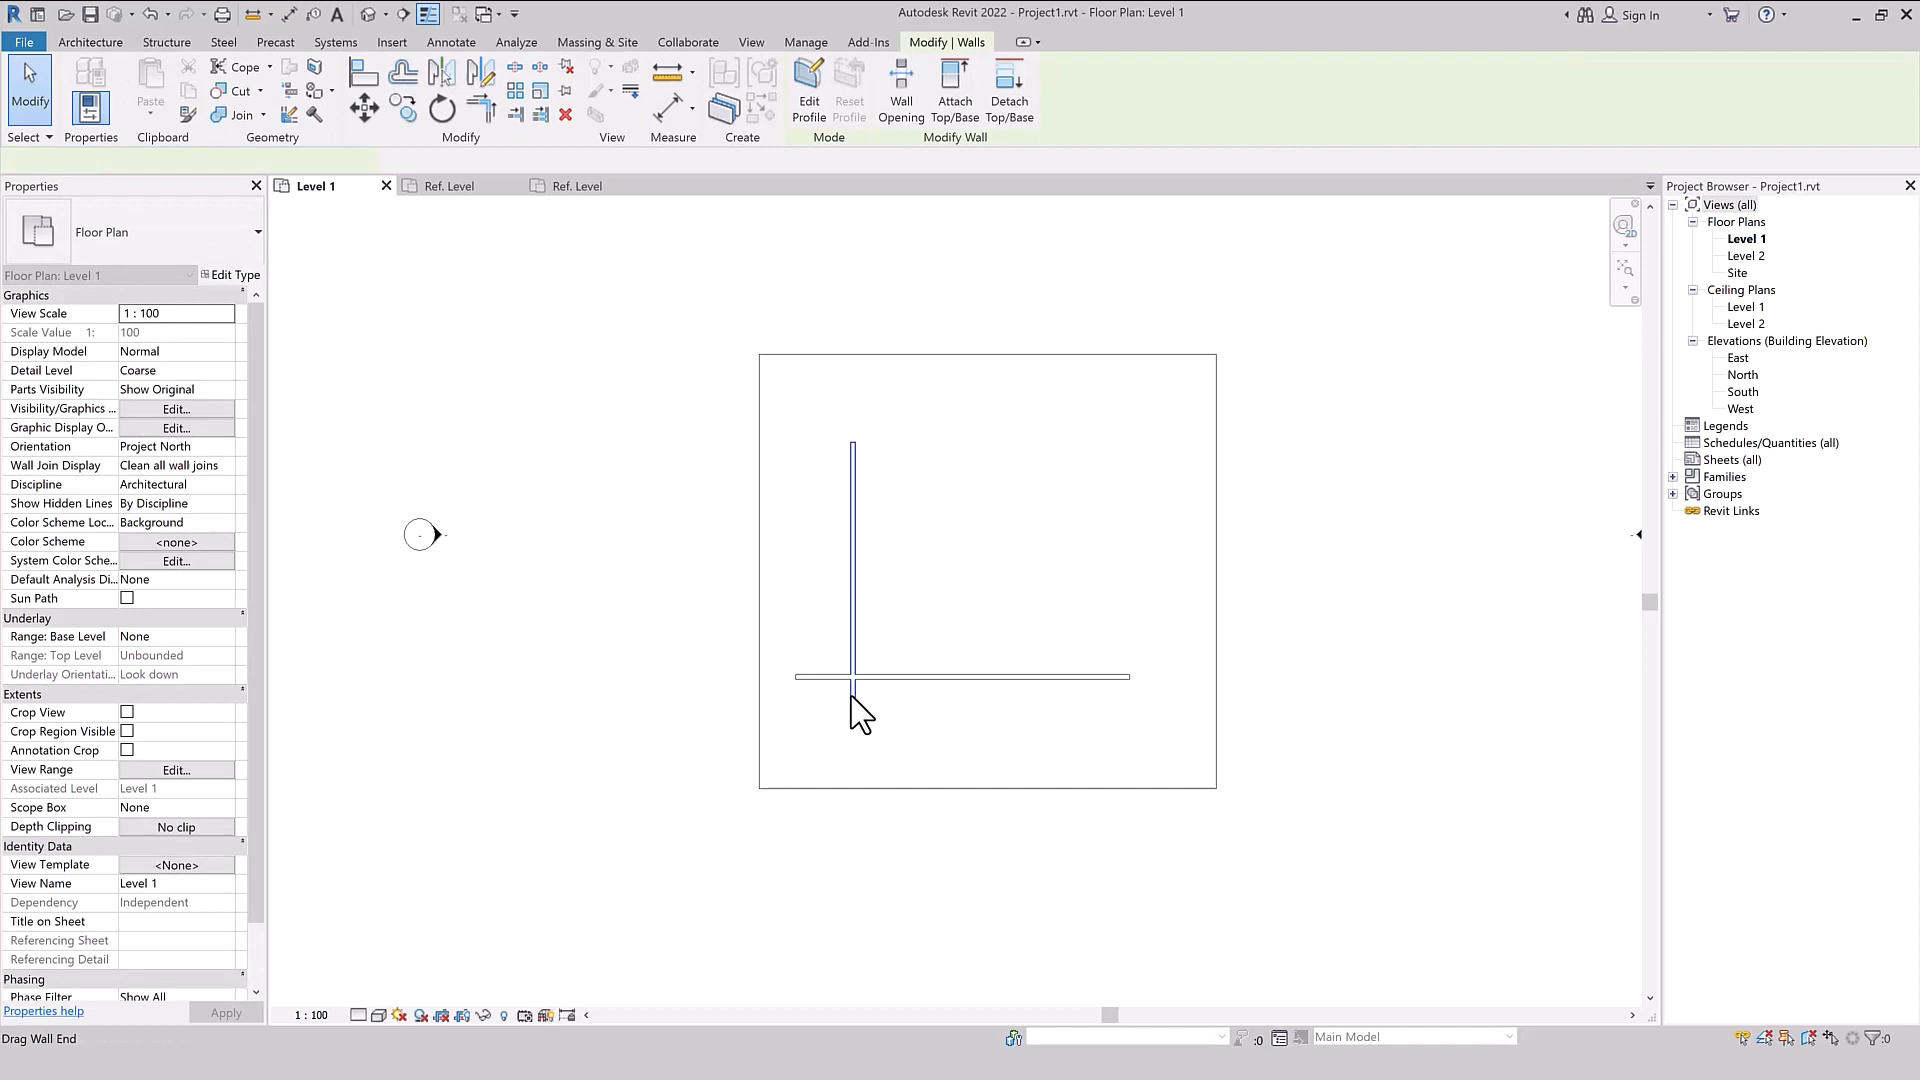 Autodesk Revit 2022 - Project1.rvt - Floor Plan: Level 1
Sign In
File
Architecture
Structure
Steel
Precast
Systems
Insert
Annotate
Analyze
Massing & Site
Collaborate
View
Manage
Add-Ins
Modify | Walls
Modify
Paste
Cope
Cut
Join
Edit
Profile
Reset
Profile
Wall
Opening
Attach
Top/Base
Detach
Top/Base
Select
Properties
Clipboard
Geometry
Modify
View
Measure
Create
Mode
Modify Wall
Properties
Level 1
Ref. Level
Ref. Level
Project Browser - Project1.rvt
Floor Plan
Floor Plan: Level 1
Edit Type
Graphics
View Scale
1 : 100
Scale Value 1:
100
Display Model
Normal
Detail Level
Coarse
Parts Visibility
Show Original
Visibility/Graphics ...
Edit...
Graphic Display O...
Edit...
Orientation
Project North
Wall Join Display
Clean all wall joins
Discipline
Architectural
Show Hidden Lines
By Discipline
Color Scheme Loc...
Background
Color Scheme
<none>
System Color Sche...
Edit...
Default Analysis Di...
None
Sun Path
Underlay
Range: Base Level
None
Range: Top Level
Unbounded
Underlay Orientati...
Look down
Extents
Crop View
Crop Region Visible
Annotation Crop
View Range
Edit...
Associated Level
Level 1
Scope Box
None
Depth Clipping
No clip
Identity Data
View Template
<None>
View Name
Level 1
Dependency
Independent
Title on Sheet
Referencing Sheet
Referencing Detail
Phasing
Phase Filter
Show All
Properties help
Apply
2D
Views (all)
Floor Plans
Level 1
Level 2
Site
Ceiling Plans
Level 1
Level 2
Elevations (Building Elevation)
East
North
South
West
Legends
Schedules/Quantities (all)
Sheets (all)
Families
Groups
Revit Links
1 : 100
Drag Wall End
:0
Main Model
:0